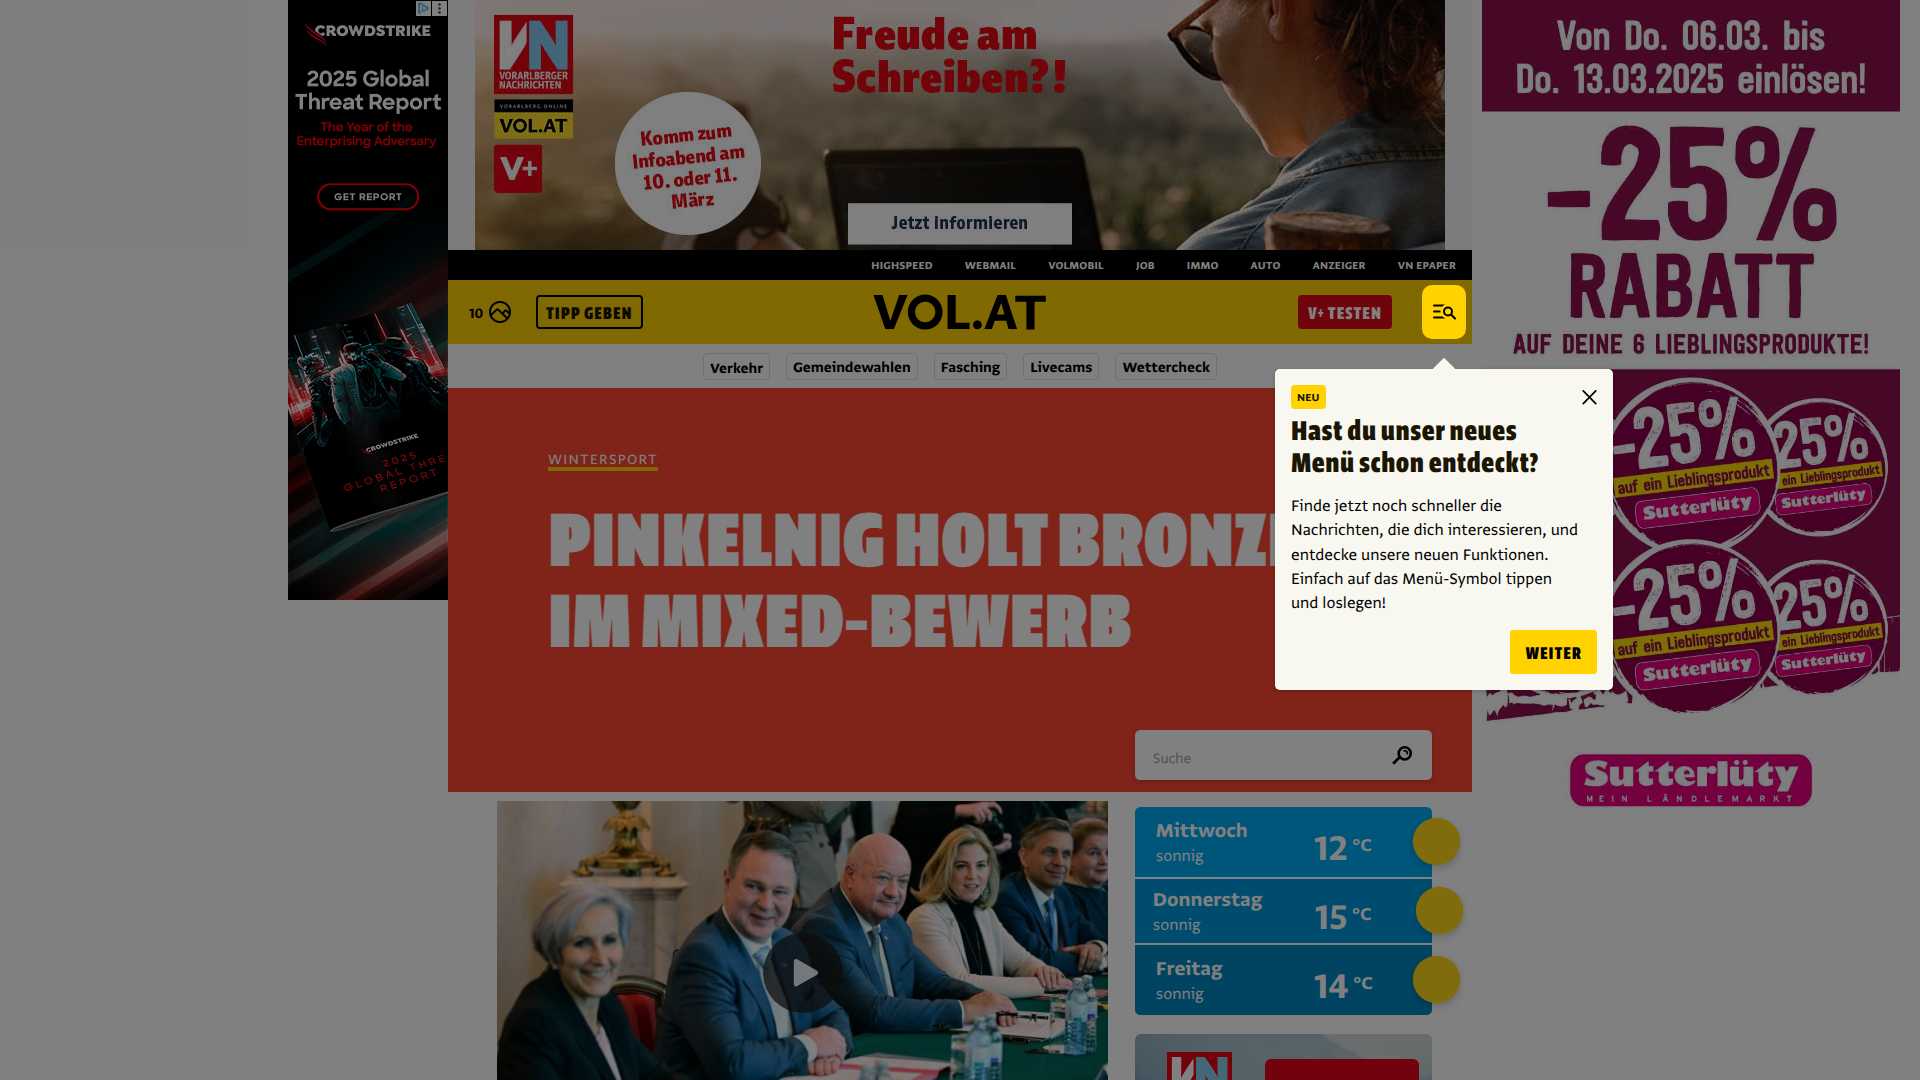 CROWDSTRIKE
2025 Global
Threat Report
The Year of the
Enterprising Adversary
GET REPORT
CROWDSTRIKE
2025
GLOBAL THRE
REPORT
VN
VORARLBERGER
NACHRICHTEN
VORARLBERG ONLINE
VOL.AT
V+
Freude am
Schreiben?!
Komm zum
Infoabend am
10. oder 11.
März
Jetzt informieren
Von Do. 06.03. bis
Do. 13.03.2025 einlösen!
-25%
RABATT
AUF DEINE 6 LIEBLINGSPRODUKTE!
HIGHSPEED WEBMAIL VOLMOBIL JOB IMMO AUTO ANZEIGER VN EPAPER
10 TIPP GEBEN VOL.AT V+ TESTEN
Verkehr Gemeindewahlen Fasching Livecams Wettercheck
NEU
Hast du unser neues
Menü schon entdeckt?
Finde jetzt noch schneller die
Nachrichten, die dich interessieren, und
entdecke unsere neuen Funktionen.
Einfach auf das Menü-Symbol tippen
und loslegen!
WEITER
WINTERSPORT
PINKELNIG HOLT BRONZE
IM MIXED-BEWERB
Suche
-25%
auf ein Lieblingsprodukt
Sutterlüty
25%
ein Lieblingsprodukt
Sutterlüty
-25%
auf ein Lieblingsprodukt
Sutterlüty
25%
ein Lieblingsprodukt
Sutterlüty
Sutterlüty
MEIN LÄNDLEMARKT
Mittwoch
sonnig
12 °C
Donnerstag
sonnig
15 °C
Freitag
sonnig
14 °C
VN